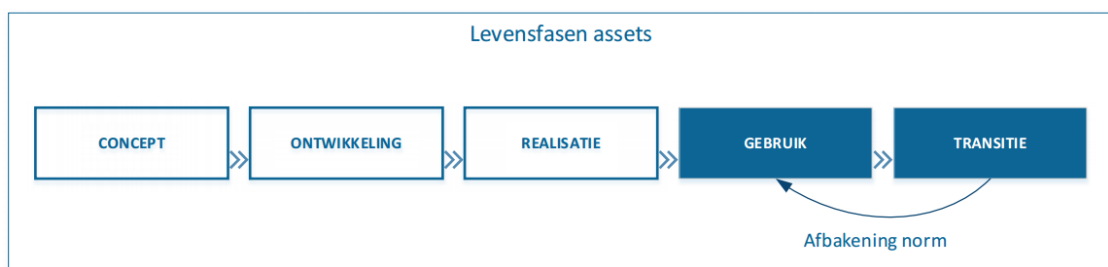 Levensfasen assets
CONCEPT
ONTWIKKELING
REALISATIE
GEBRUIK
TRANSITIE
Afbakening norm